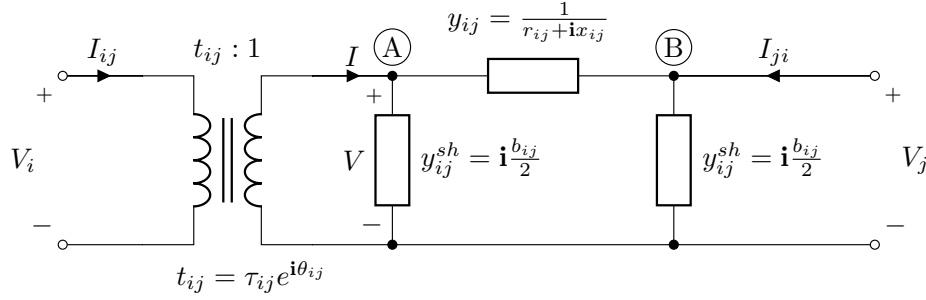 y_{ij} = \frac{1}{r_{ij}+\mathbf{i}x_{ij}}
I_{ij} t_{ij} : 1 I A B I_{ji}
+ + +
V_i V y^{sh}_{ij} = \mathbf{i}\frac{b_{ij}}{2} y^{sh}_{ij} = \mathbf{i}\frac{b_{ij}}{2} V_j
− − −
t_{ij} = \tau_{ij}e^{\mathbf{i}\theta_{ij}}